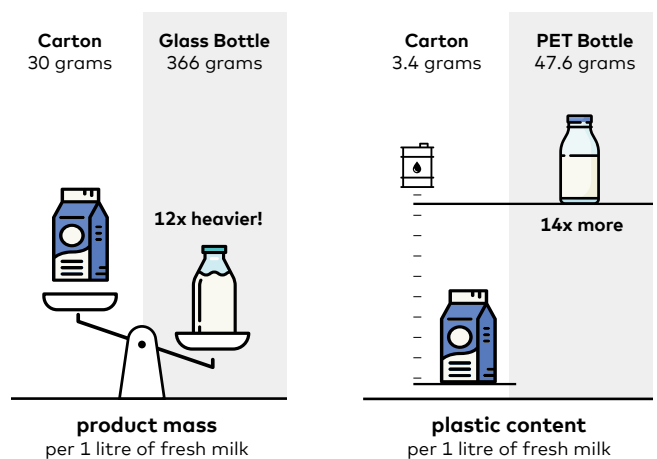 Carton
30 grams
Glass Bottle
366 grams
12x heavier!
product mass
per 1 litre of fresh milk
Carton
3.4 grams
PET Bottle
47.6 grams
14x more
plastic content
per 1 litre of fresh milk